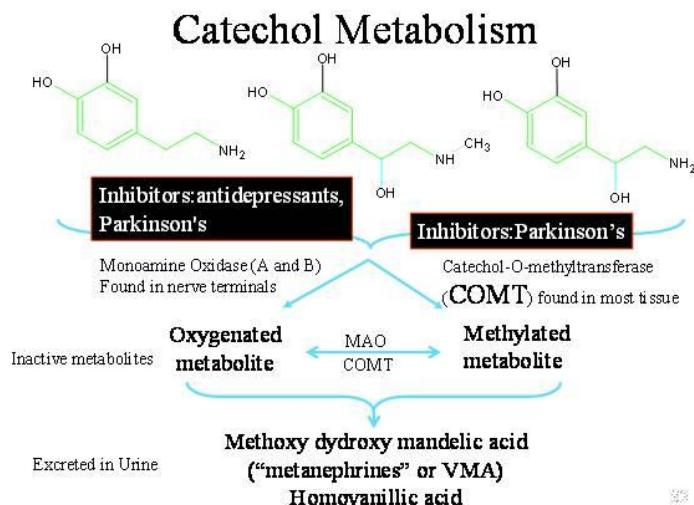 Catechol Metabolism
OH
HO
NH2
OH
HO
NH
CH3
OH
OH
HO
NH2
OH
Inhibitors:antidepressants,
Parkinson's
Inhibitors:Parkinson's
Monoamine Oxidase (A and B)
Found in nerve terminals
Catechol-O-methyltransferase
(COMT) found in most tissue
Oxygenated
metabolite
MAO
COMT
Methylated
metabolite
Inactive metabolites
Methoxy dydroxy mandelic acid
("metanephrines" or VMA)
Homovanillic acid
Excreted in Urine